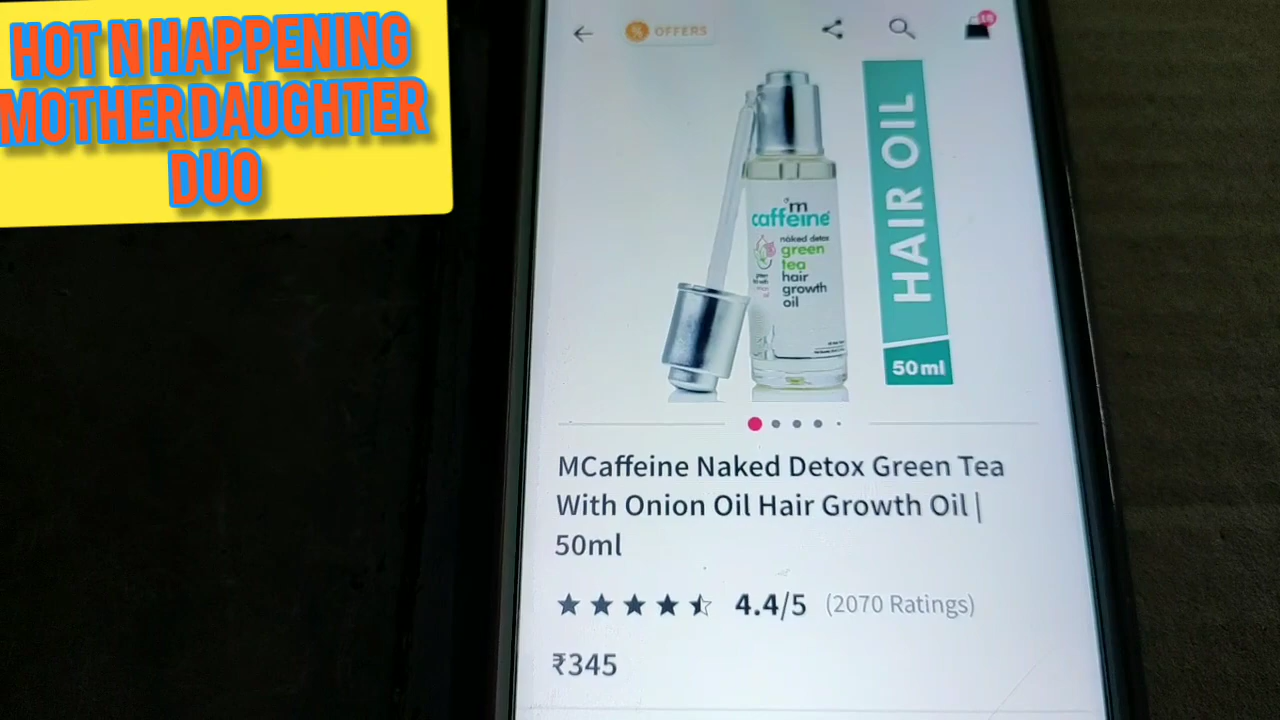 HOT N HAPPENING
MOTHER DAUGHTER
DUO
OFFERS
HAIR OIL
50ml
'm
caffeine
naked detox
green
tea
hair
growth
oil
MCaffeine Naked Detox Green Tea
With Onion Oil Hair Growth Oil |
50ml
4.4/5 (2070 Ratings)
₹345